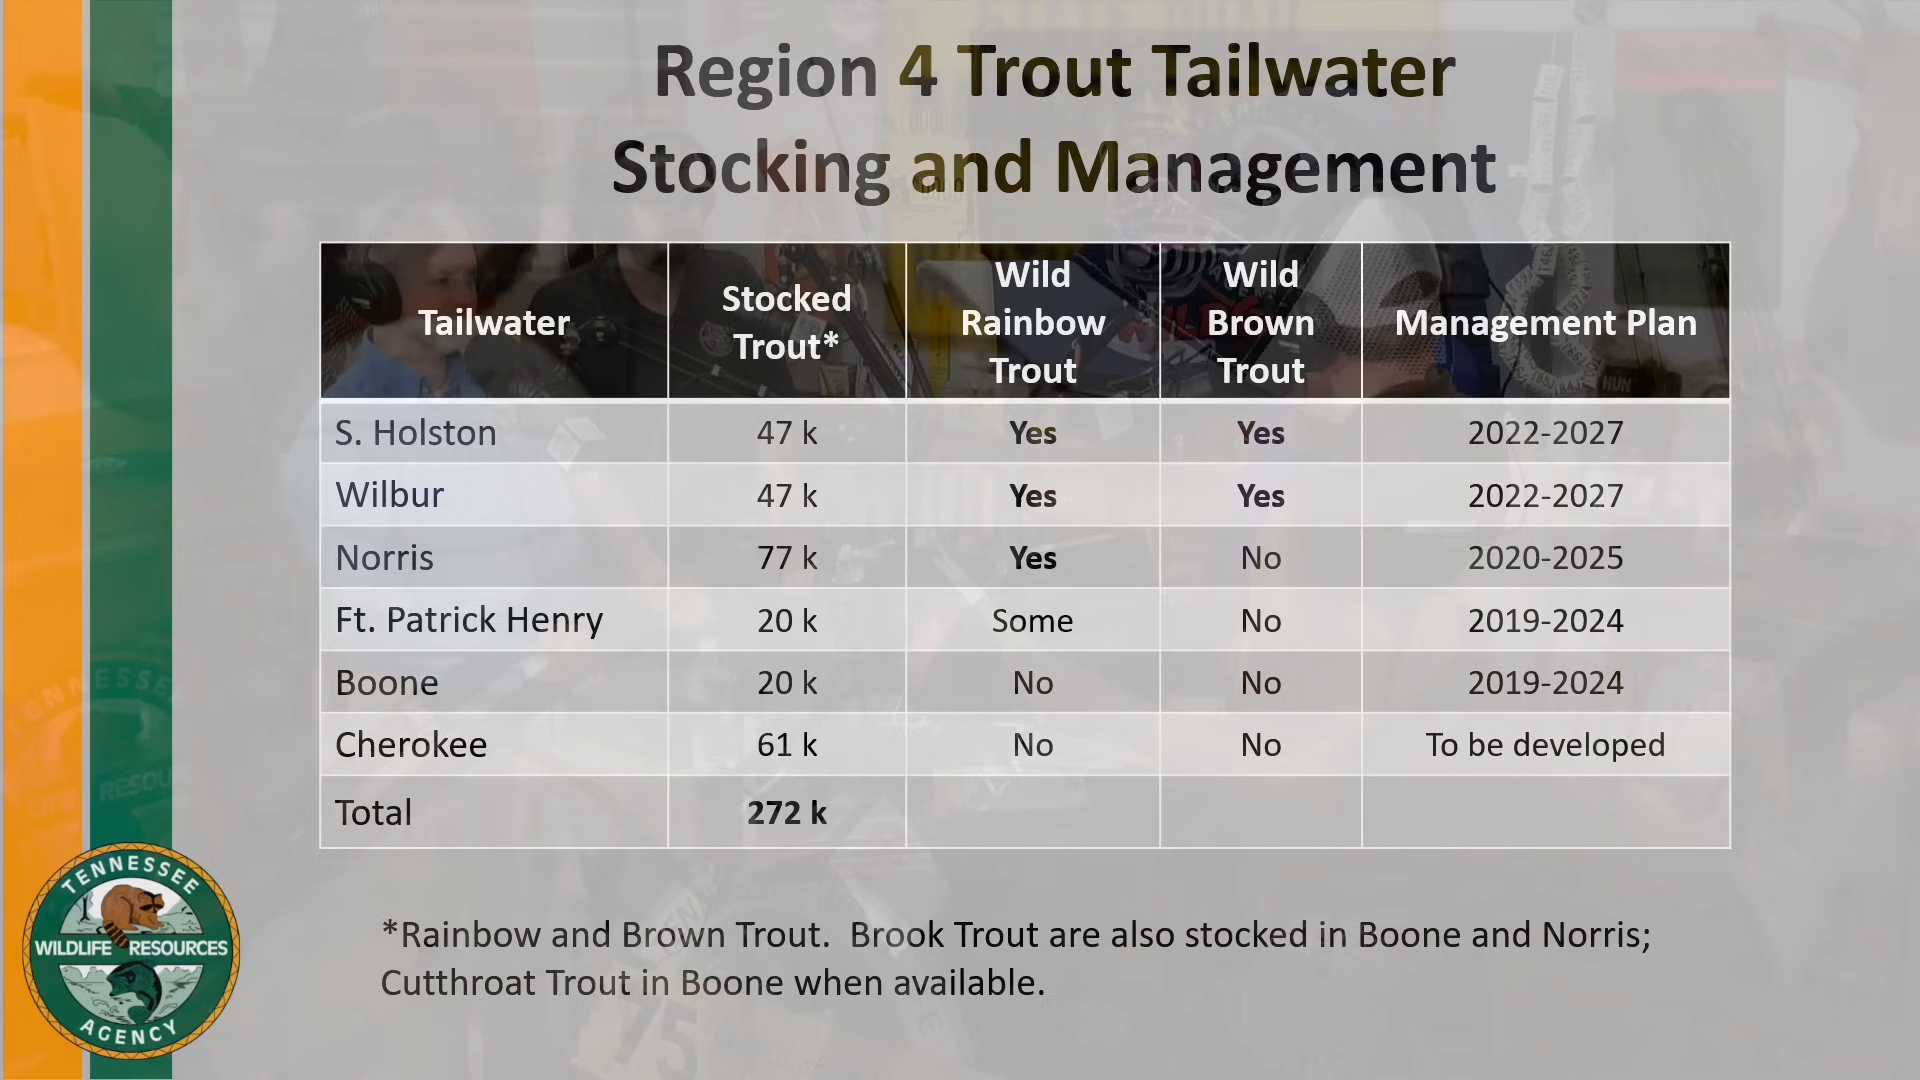 Region 4 Trout Tailwater
Stocking and Management
Tailwater
Stocked
Trout*
Wild
Rainbow
Trout
Wild
Brown
Trout
Management Plan
S. Holston 47 k Yes Yes 2022-2027
Wilbur 47 k Yes Yes 2022-2027
Norris 77 k Yes No 2020-2025
Ft. Patrick Henry 20 k Some No 2019-2024
Boone 20 k No No 2019-2024
Cherokee 61 k No No To be developed
Total 272 k
*Rainbow and Brown Trout. Brook Trout are also stocked in Boone and Norris;
Cutthroat Trout in Boone when available.
TENNESSEE
WILDLIFE RESOURCES
AGENCY